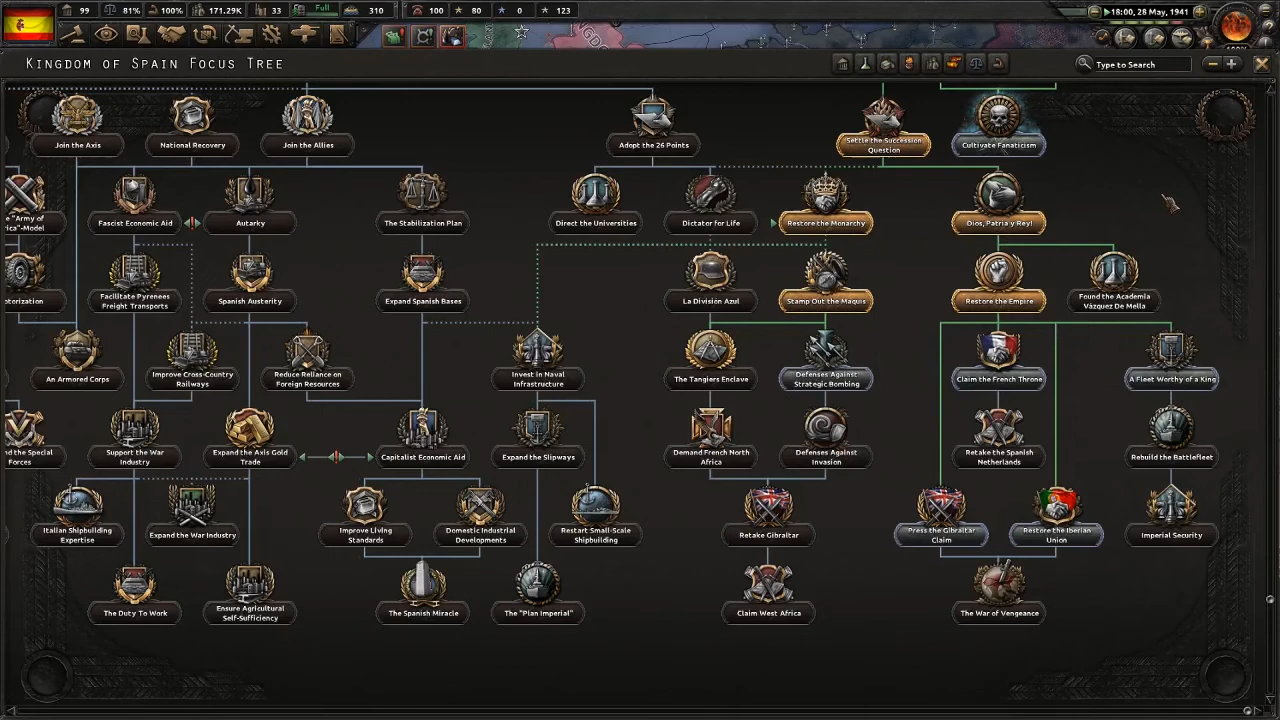 99 81% 100% 171.29K 33 Full 310 100 80 0 123 18:00, 28 May, 1941
100%
Kingdom of Spain Focus Tree
Type to Search
Join the Axis
National Recovery
Join the Allies
Adopt the 26 Points
Settle the Succession
Question
Cultivate Fanaticism
e "Army of
rica"-Model
Fascist Economic Aid
Autarky
The Stabilization Plan
Direct the Universities
Dictator for Life
Restore the Monarchy
Dios, Patria y Rey!
otorization
Facilitate Pyrenees
Freight Transports
Spanish Austerity
Expand Spanish Bases
La División Azul
Stamp Out the Maquis
Restore the Empire
Found the Academia
Vázquez De Mella
An Armored Corps
Improve Cross-Country
Railways
Reduce Reliance on
Foreign Resources
Invest In Naval
Infrastructure
The Tangiers Enclave
Defenses Against
Strategic Bombing
Claim the French Throne
A Fleet Worthy of a King
nd the Special
Forces
Support the War
Industry
Expand the Axis Gold
Trade
Capitalist Economic Aid
Expand the Slipways
Demand French North
Africa
Defenses Against
Invasion
Retake the Spanish
Netherlands
Rebuild the Battlefleet
Italian Shipbuilding
Expertise
Expand the War Industry
Improve Living
Standards
Domestic Industrial
Developments
Restart Small-Scale
Shipbuilding
Retake Gibraltar
Press the Gibraltar
Claim
Restore the Iberian
Union
Imperial Security
The Duty To Work
Ensure Agricultural
Self-Sufficiency
The Spanish Miracle
The "Plan Imperial"
Claim West Africa
The War of Vengeance